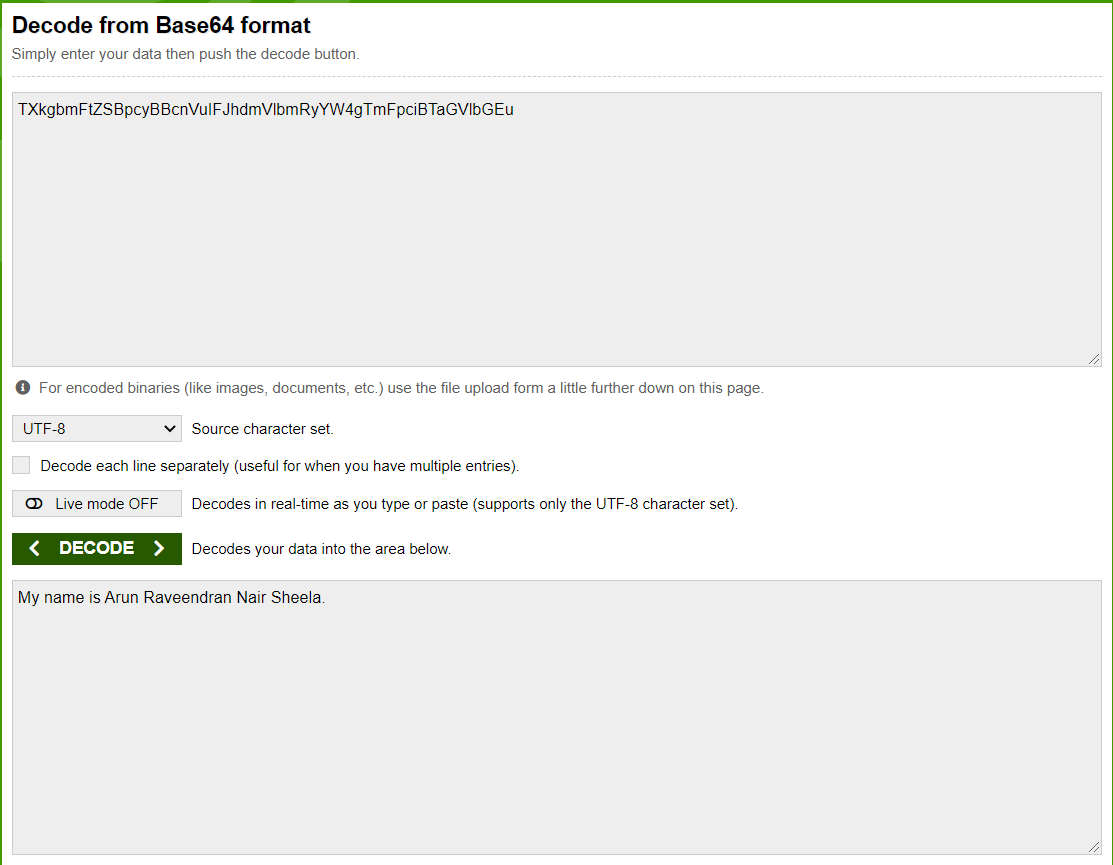 Decode from Base64 format
Simply enter your data then push the decode button.
TXkgbmFtZSBpcyBBcnVuIFJhdmVlbmRyYW4gTmFpciBTaGVlbGEu
For encoded binaries (like images, documents, etc.) use the file upload form a little further down on this page.
UTF-8 Source character set.
Decode each line separately (useful for when you have multiple entries).
Live mode OFF Decodes in real-time as you type or paste (supports only the UTF-8 character set).
DECODE Decodes your data into the area below.
My name is Arun Raveendran Nair Sheela.